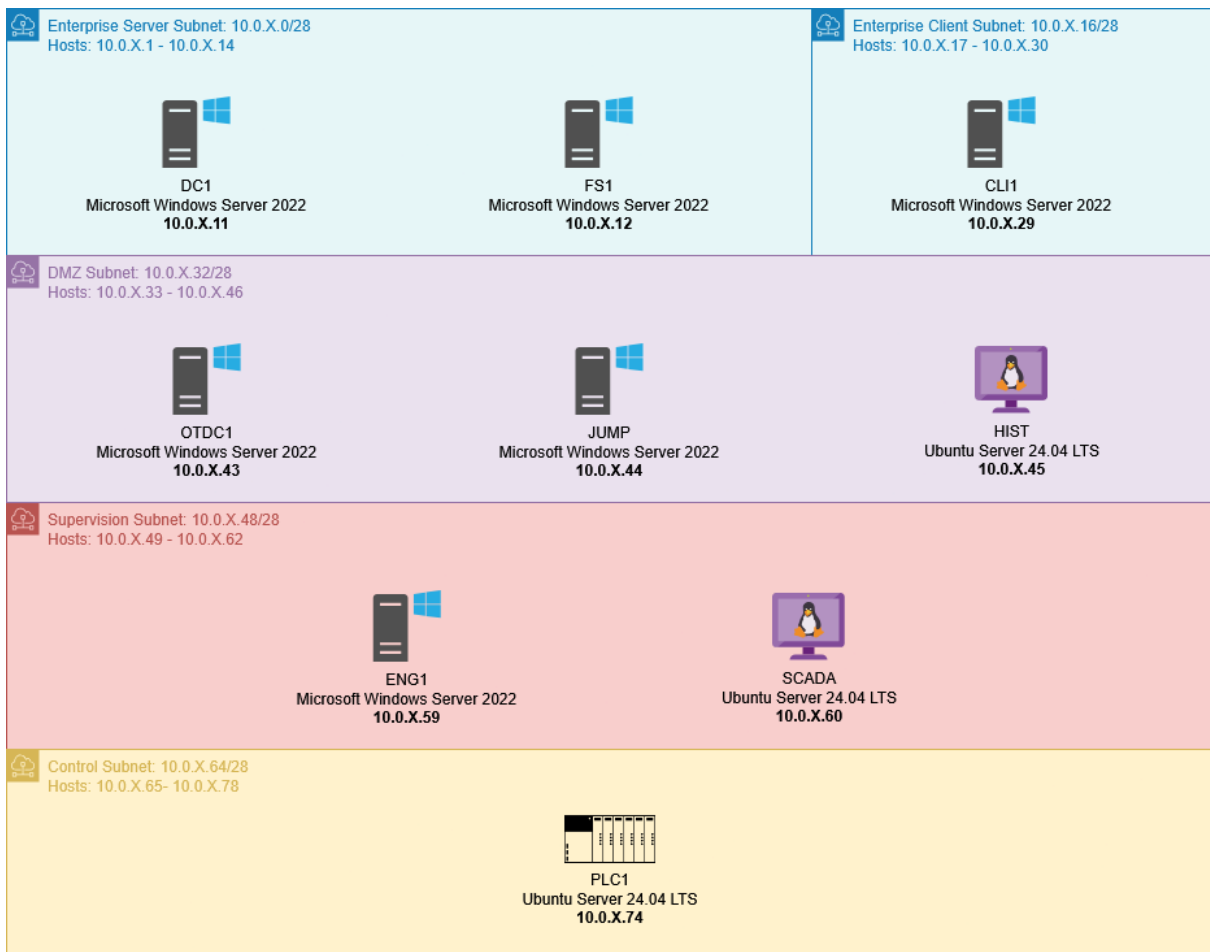 Enterprise Server Subnet: 10.0.X.0/28
Hosts: 10.0.X.1 - 10.0.X.14
DC1
Microsoft Windows Server 2022
10.0.X.11
FS1
Microsoft Windows Server 2022
10.0.X.12
Enterprise Client Subnet: 10.0.X.16/28
Hosts: 10.0.X.17 - 10.0.X.30
CLI1
Microsoft Windows Server 2022
10.0.X.29
DMZ Subnet: 10.0.X.32/28
Hosts: 10.0.X.33 - 10.0.X.46
OTDC1
Microsoft Windows Server 2022
10.0.X.43
JUMP
Microsoft Windows Server 2022
10.0.X.44
HIST
Ubuntu Server 24.04 LTS
10.0.X.45
Supervision Subnet: 10.0.X.48/28
Hosts: 10.0.X.49 - 10.0.X.62
ENG1
Microsoft Windows Server 2022
10.0.X.59
SCADA
Ubuntu Server 24.04 LTS
10.0.X.60
Control Subnet: 10.0.X.64/28
Hosts: 10.0.X.65- 10.0.X.78
PLC1
Ubuntu Server 24.04 LTS
10.0.X.74